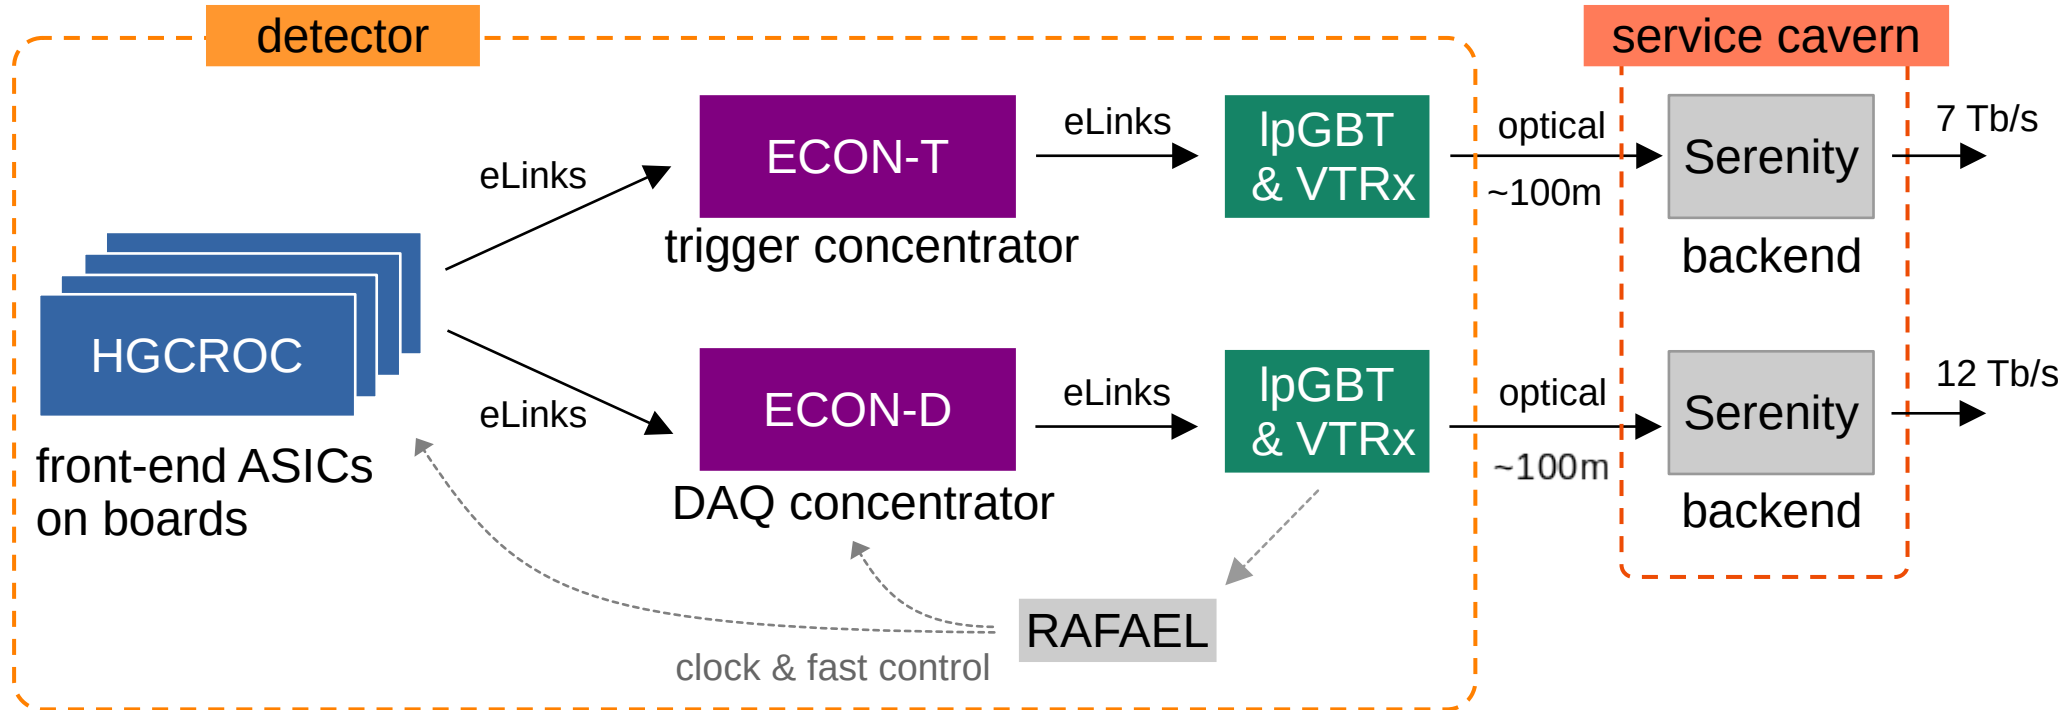 detector
service cavern
eLinks
ECON-T
trigger concentrator
eLinks
lpGBT
& VTRx
optical
~100m
Serenity
backend
7 Tb/s
HGCROC
front-end ASICs
on boards
eLinks
ECON-D
DAQ concentrator
eLinks
lpGBT
& VTRx
optical
~100m
Serenity
backend
12 Tb/s
RAFAEL
clock & fast control